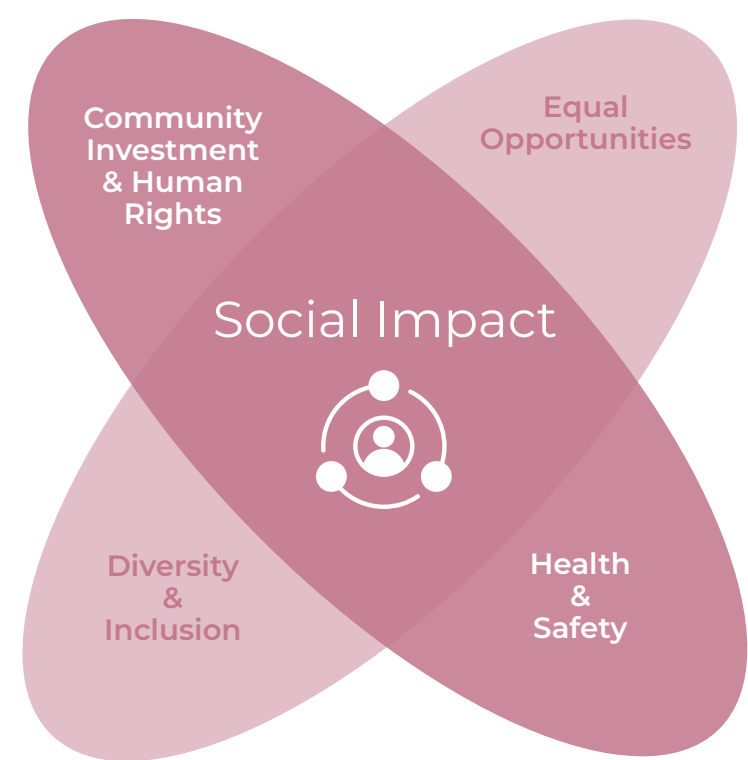 Community
Investment
& Human
Rights
Equal
Opportunities
Social Impact
Diversity
&
Inclusion
Health
&
Safety